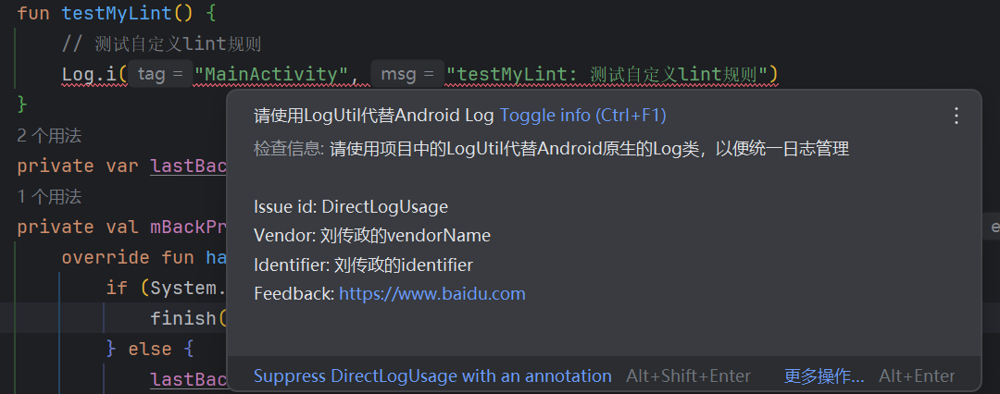 fun testMyLint() {
// 测试自定义lint规则
Log.i( tag = "MainActivity", msg = "testMyLint: 测试自定义lint规则")
}
请使用LogUtil代替Android Log Toggle info (Ctrl+F1)
2 个用法
检查信息: 请使用项目中的LogUtil代替Android原生的Log类，以便统一日志管理
private var lastBac
1 个用法
Issue id: DirectLogUsage
private val mBackPr
Vendor: 刘传政的vendorName
e
override fun ha
Identifier: 刘传政的identifier
if (System.
Feedback: https://www.baidu.com
finish(
} else {
lastBac
Suppress DirectLogUsage with an annotation Alt+Shift+Enter 更多操作... Alt+Enter